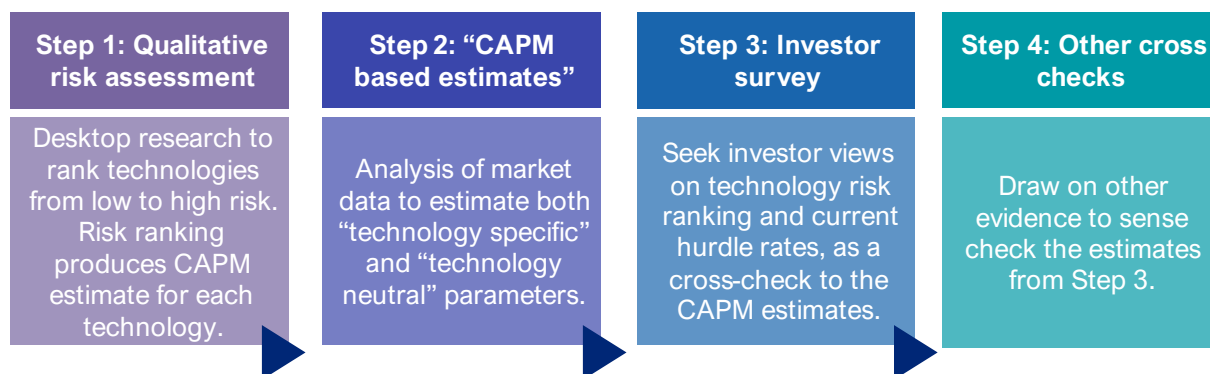 Step 1: Qualitative
risk assessment
Desktop research to
rank technologies
from low to high risk.
Risk ranking
produces CAPM
estimate for each
technology.
Step 2: “CAPM
based estimates”
Analysis of market
data to estimate both
“technology specific”
and “technology
neutral” parameters.
Step 3: Investor
survey
Seek investor views
on technology risk
ranking and current
hurdle rates, as a
cross-check to the
CAPM estimates.
Step 4: Other cross
checks
Draw on other
evidence to sense
check the estimates
from Step 3.